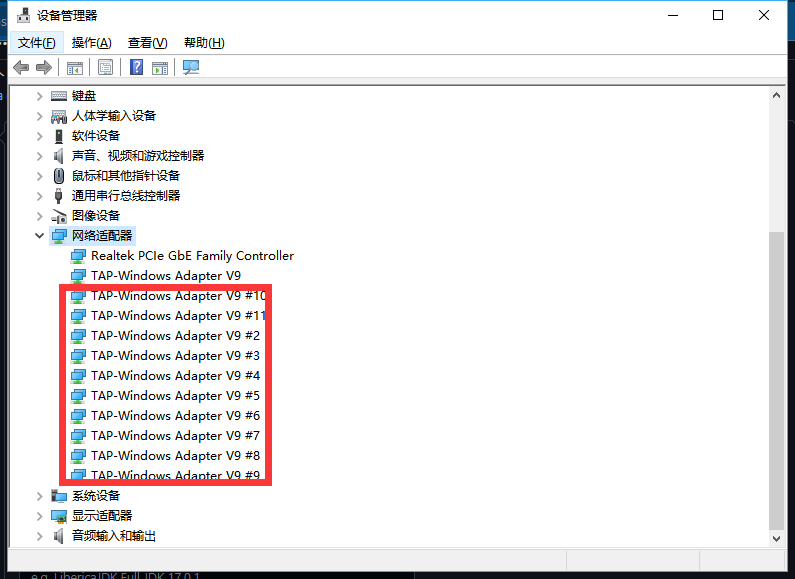 设备管理器
文件(F) 操作(A) 查看(V) 帮助(H)
键盘
人体学输入设备
软件设备
声音、视频和游戏控制器
鼠标和其他指针设备
通用串行总线控制器
图像设备
网络适配器
Realtek PCIe GbE Family Controller
TAP-Windows Adapter V9
TAP-Windows Adapter V9 #10
TAP-Windows Adapter V9 #11
TAP-Windows Adapter V9 #2
TAP-Windows Adapter V9 #3
TAP-Windows Adapter V9 #4
TAP-Windows Adapter V9 #5
TAP-Windows Adapter V9 #6
TAP-Windows Adapter V9 #7
TAP-Windows Adapter V9 #8
TAP-Windows Adapter V9 #9
系统设备
显示适配器
音频输入和输出
e.g. LibericaJDK Full JDK 17.0.1